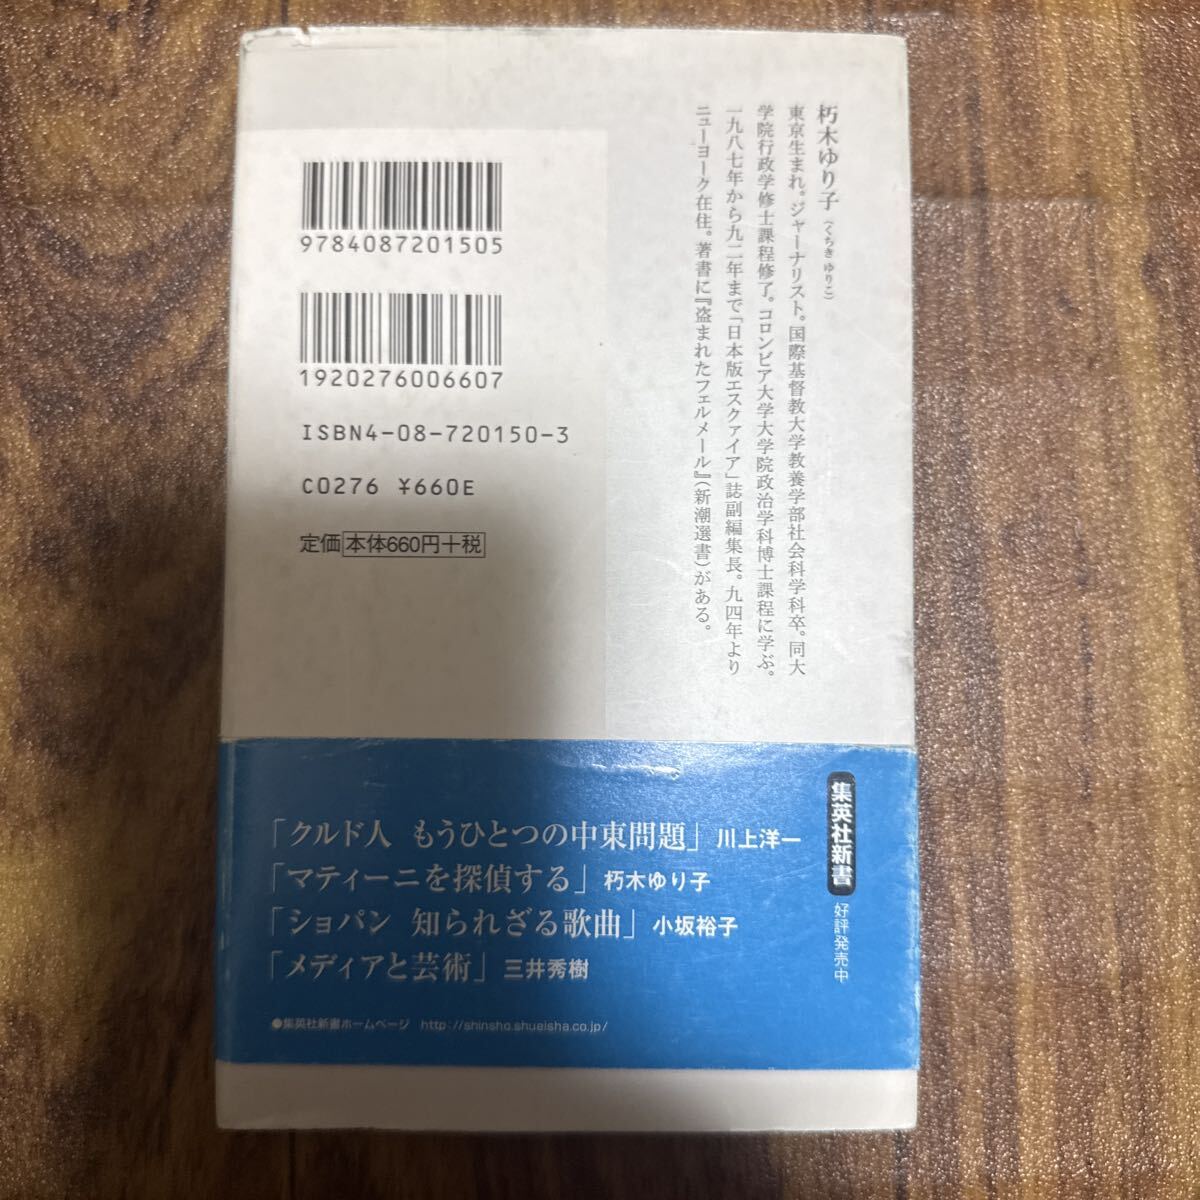 朽木ゆり子(くちき ゆりこ)
東京生まれ。ジャーナリスト。国際基督教大学教養学部社会科学科卒。同大
学院行政学修士課程修了。コロンビア大学大学院政治学科博士課程に学ぶ。
一九八七年から九二年まで「日本版エスクァイア」誌副編集長。九四年より
ニューヨーク在住。著書に『盗まれたフェルメール』(新潮選書)がある。
9784087201505
1920276006607
ISBN4-08-720150-3
C0276 ¥660E
定価 本体660円+税
集英社新書 好評発売中
「クルド人 もうひとつの中東問題」川上洋一
「マティーニを探偵する」朽木ゆり子
「ショパン 知られざる歌曲」小坂裕子
「メディアと芸術」三井秀樹
●集英社新書ホームページ http://shinsho.shueisha.co.jp/